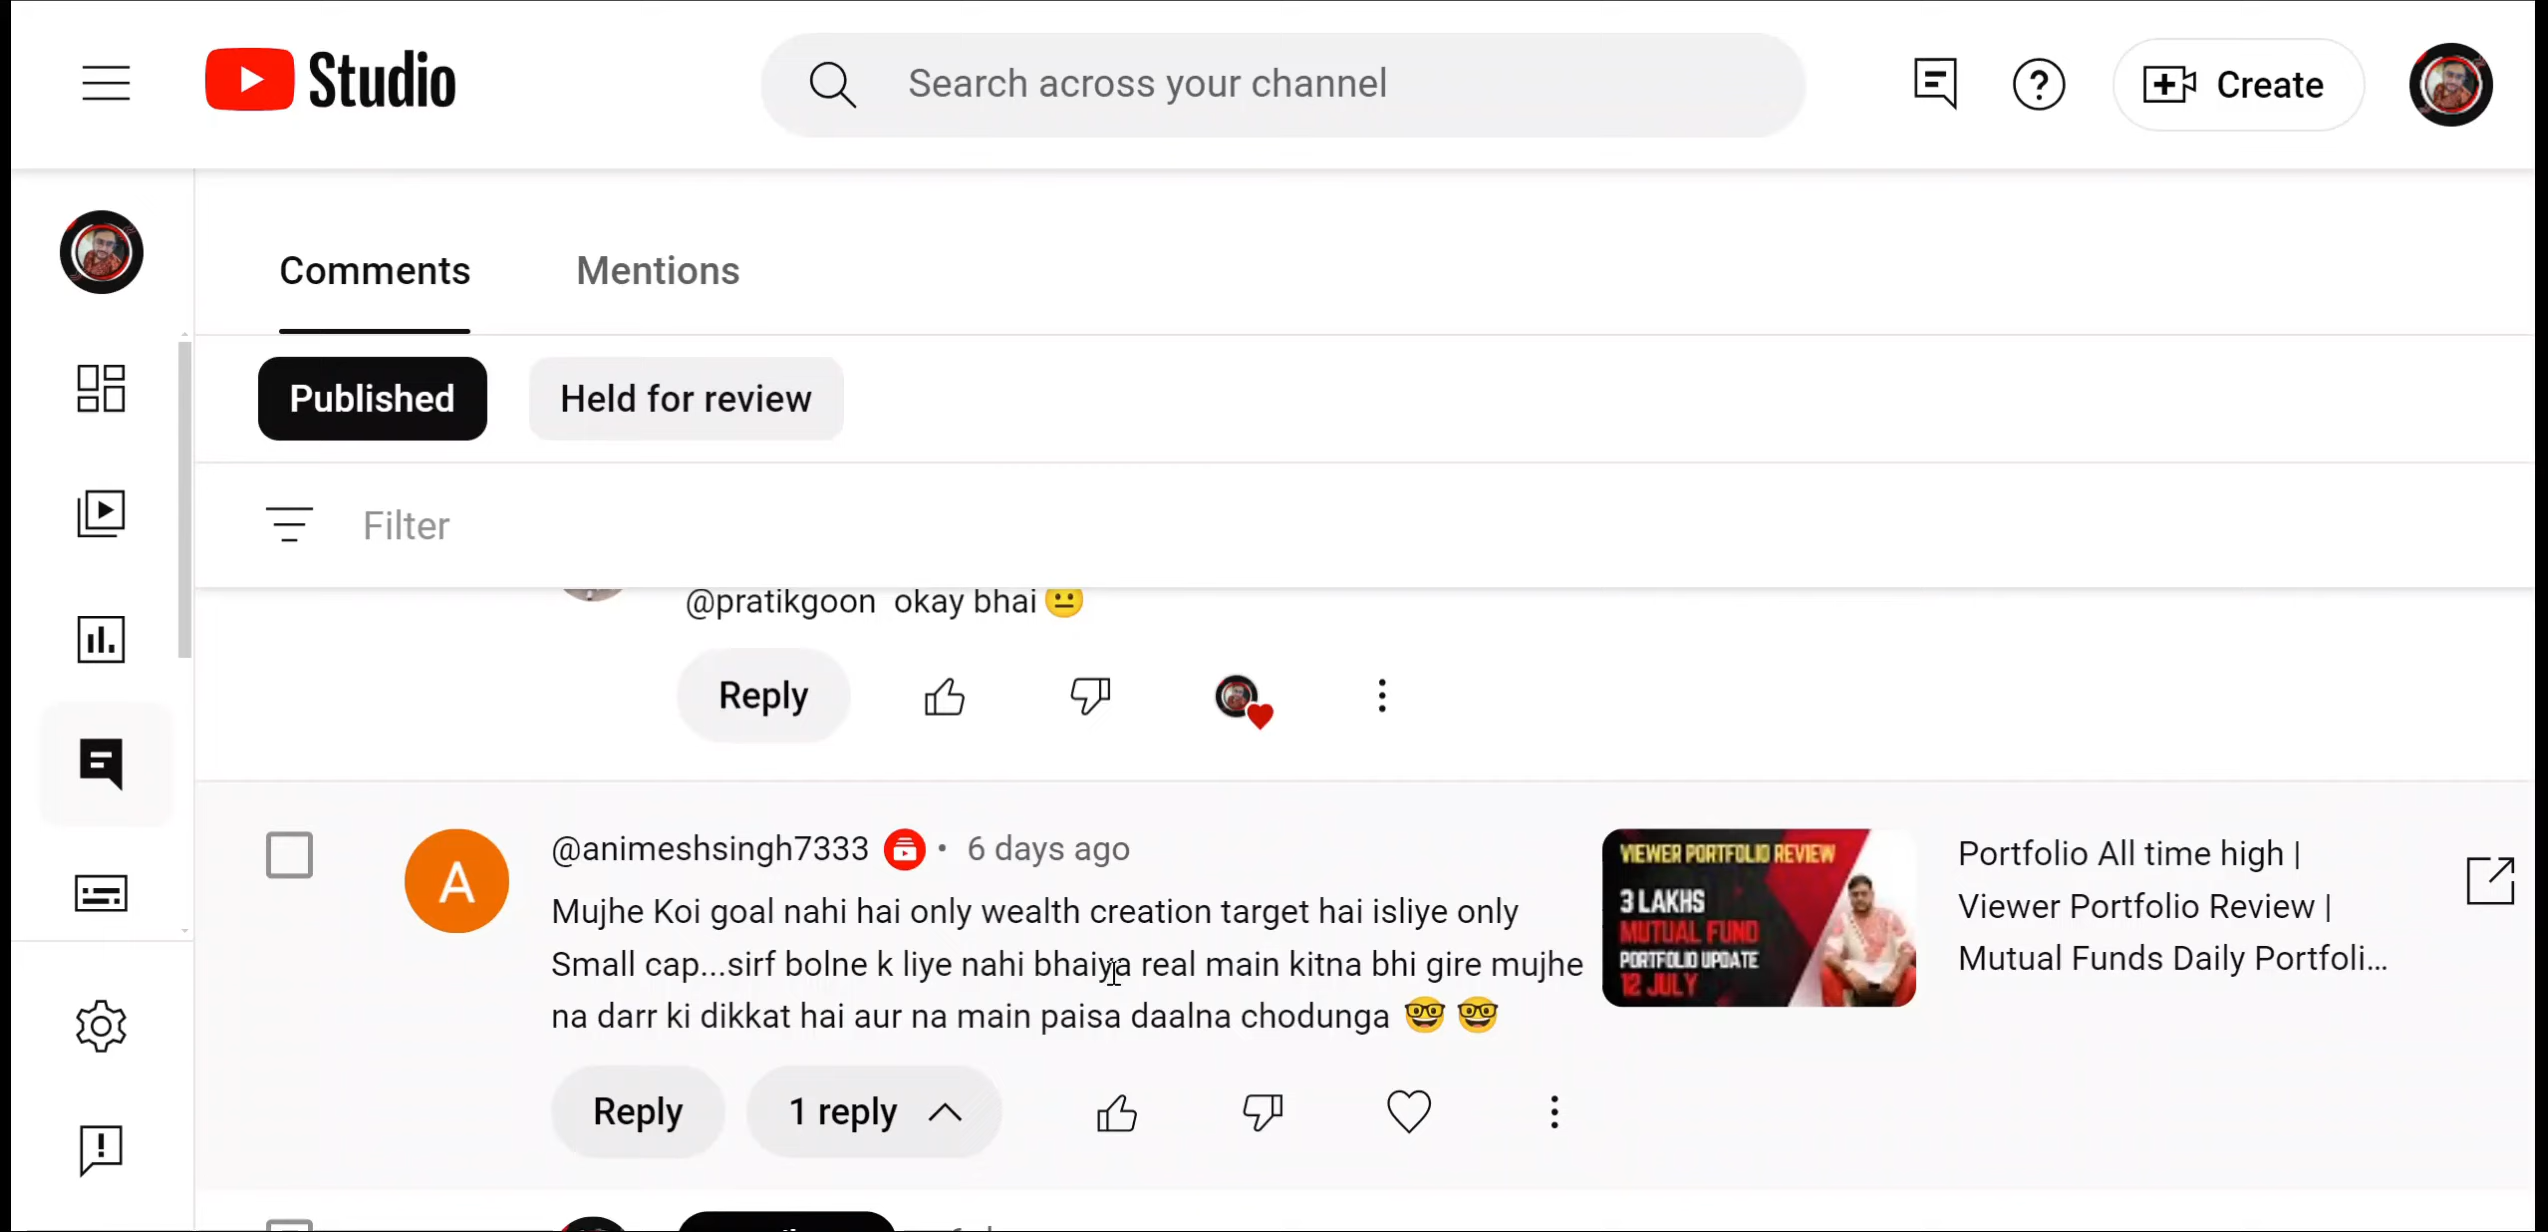 Studio
Search across your channel
Create
Comments
Mentions
Published
Held for review
Filter
@pratikgoon okay bhai 😐
Reply
@animeshsingh7333 • 6 days ago
A
Mujhe Koi goal nahi hai only wealth creation target hai isliye only
Small cap...sirf bolne k liye nahi bhaiya real main kitna bhi gire mujhe
na darr ki dikkat hai aur na main paisa daalna chodunga 🤓 🤓
VIEWER PORTFOLIO REVIEW
3 LAKHS
MUTUAL FUND
PORTFOLIO UPDATE
12 JULY
Portfolio All time high |
Viewer Portfolio Review |
Mutual Funds Daily Portfoli...
Reply
1 reply